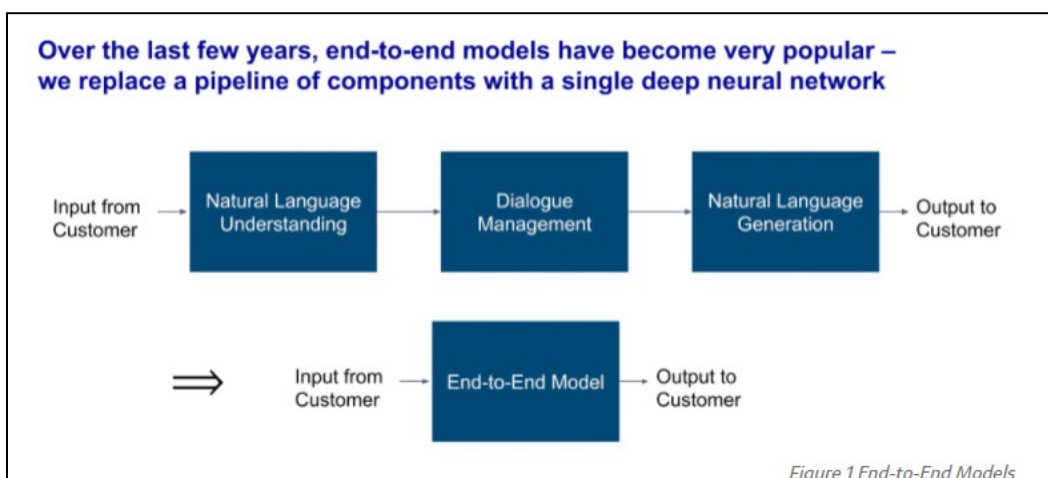 Over the last few years, end-to-end models have become very popular –
we replace a pipeline of components with a single deep neural network
Input from
Customer
Natural Language
Understanding
Dialogue
Management
Natural Language
Generation
Output to
Customer
⇒
Input from
Customer
End-to-End Model
Output to
Customer
Figure 1 End-to-End Models